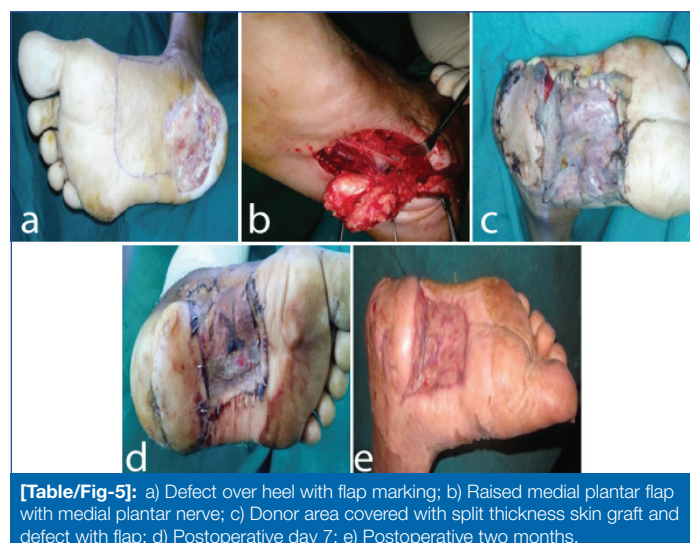 a
b
c
d
e
[Table/Fig-5]: a) Defect over heel with flap marking; b) Raised medial plantar flap
with medial plantar nerve; c) Donor area covered with split thickness skin graft and
defect with flap; d) Postoperative day 7; e) Postoperative two months.